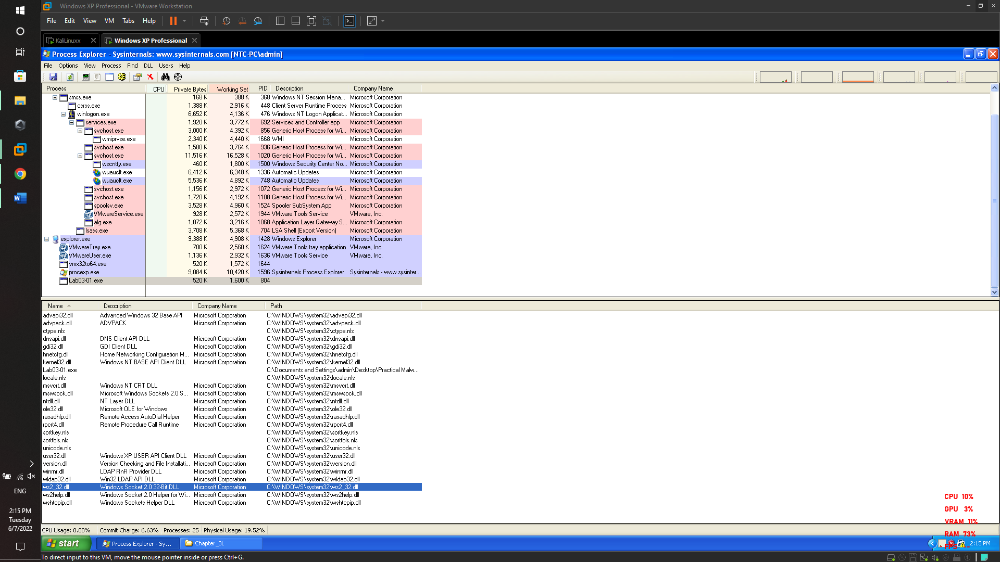 Windows XP Professional - VMware Workstation
File Edit View VM Tabs Help
KaliLinuxx Windows XP Professional
Process Explorer - Sysinternals: www.sysinternals.com [NTC-PC\admin]
File Options View Process Find DLL Users Help
Process CPU Private Bytes Working Set PID Description Company Name
smss.exe 168 K 388 K 368 Windows NT Session Mana... Microsoft Corporation
csrss.exe 1,388 K 2,916 K 448 Client Server Runtime Process Microsoft Corporation
winlogon.exe 6,652 K 4,136 K 476 Windows NT Logon Applicat... Microsoft Corporation
services.exe 1,920 K 3,772 K 692 Services and Controller app Microsoft Corporation
svchost.exe 3,000 K 4,392 K 856 Generic Host Process for Wi... Microsoft Corporation
wmiprvse.exe 2,340 K 4,440 K 1668 WMI Microsoft Corporation
svchost.exe 1,580 K 3,764 K 936 Generic Host Process for Wi... Microsoft Corporation
svchost.exe 11,516 K 16,528 K 1020 Generic Host Process for Wi... Microsoft Corporation
wscntfy.exe 460 K 1,800 K 1500 Windows Security Center No... Microsoft Corporation
wuauclt.exe 6,412 K 6,348 K 1336 Automatic Updates Microsoft Corporation
wuauclt.exe 5,536 K 4,892 K 748 Automatic Updates Microsoft Corporation
svchost.exe 1,156 K 2,972 K 1072 Generic Host Process for Wi... Microsoft Corporation
svchost.exe 1,720 K 4,192 K 1108 Generic Host Process for Wi... Microsoft Corporation
spoolsv.exe 3,528 K 4,960 K 1524 Spooler SubSystem App Microsoft Corporation
VMwareService.exe 928 K 2,572 K 1944 VMware Tools Service VMware, Inc.
alg.exe 1,072 K 3,216 K 1068 Application Layer Gateway S... Microsoft Corporation
lsass.exe 3,708 K 5,368 K 704 LSA Shell (Export Version) Microsoft Corporation
explorer.exe 9,388 K 4,908 K 1428 Windows Explorer Microsoft Corporation
VMwareTray.exe 700 K 2,560 K 1624 VMware Tools tray application VMware, Inc.
VMwareUser.exe 1,136 K 2,932 K 1636 VMware Tools Service VMware, Inc.
vmx32to64.exe 520 K 1,572 K 1644
procexp.exe 9,084 K 10,420 K 1596 Sysinternals Process Explorer Sysinternals - www.sysinter...
Lab03-01.exe 520 K 1,600 K 804
Name Description Company Name Path
advapi32.dll Advanced Windows 32 Base API Microsoft Corporation C:\WINDOWS\system32\advapi32.dll
advpack.dll ADVPACK Microsoft Corporation C:\WINDOWS\system32\advpack.dll
ctype.nls C:\WINDOWS\system32\ctype.nls
dnsapi.dll DNS Client API DLL Microsoft Corporation C:\WINDOWS\system32\dnsapi.dll
gdi32.dll GDI Client DLL Microsoft Corporation C:\WINDOWS\system32\gdi32.dll
hnetcfg.dll Home Networking Configuration M... Microsoft Corporation C:\WINDOWS\system32\hnetcfg.dll
kernel32.dll Windows NT BASE API Client DLL Microsoft Corporation C:\WINDOWS\system32\kernel32.dll
Lab03-01.exe C:\Documents and Settings\admin\Desktop\Practical Malw...
locale.nls C:\WINDOWS\system32\locale.nls
msvcrt.dll Windows NT CRT DLL Microsoft Corporation C:\WINDOWS\system32\msvcrt.dll
mswsock.dll Microsoft Windows Sockets 2.0 S... Microsoft Corporation C:\WINDOWS\system32\mswsock.dll
ntdll.dll NT Layer DLL Microsoft Corporation C:\WINDOWS\system32\ntdll.dll
ole32.dll Microsoft OLE for Windows Microsoft Corporation C:\WINDOWS\system32\ole32.dll
rasadhlp.dll Remote Access AutoDial Helper Microsoft Corporation C:\WINDOWS\system32\rasadhlp.dll
rpcrt4.dll Remote Procedure Call Runtime Microsoft Corporation C:\WINDOWS\system32\rpcrt4.dll
sortkey.nls C:\WINDOWS\system32\sortkey.nls
sorttbls.nls C:\WINDOWS\system32\sorttbls.nls
unicode.nls C:\WINDOWS\system32\unicode.nls
user32.dll Windows XP USER API Client DLL Microsoft Corporation C:\WINDOWS\system32\user32.dll
version.dll Version Checking and File Installati... Microsoft Corporation C:\WINDOWS\system32\version.dll
winrnr.dll LDAP RnR Provider DLL Microsoft Corporation C:\WINDOWS\system32\winrnr.dll
wldap32.dll Win32 LDAP API DLL Microsoft Corporation C:\WINDOWS\system32\wldap32.dll
ws2_32.dll Windows Socket 2.0 32-Bit DLL Microsoft Corporation C:\WINDOWS\system32\ws2_32.dll
ws2help.dll Windows Socket 2.0 Helper for Wi... Microsoft Corporation C:\WINDOWS\system32\ws2help.dll
wshtcpip.dll Windows Sockets Helper DLL Microsoft Corporation C:\WINDOWS\system32\wshtcpip.dll
CPU Usage: 0.00% Commit Charge: 6.63% Processes: 25 Physical Usage: 19.52%
start Process Explorer - Sy... Chapter_3L 2:15 PM
To direct input to this VM, move the mouse pointer inside or press Ctrl+G.
ENG
2:15 PM
Tuesday
6/7/2022
CPU 10%
GPU 3%
VRAM 11%
RAM 73%
FPS --